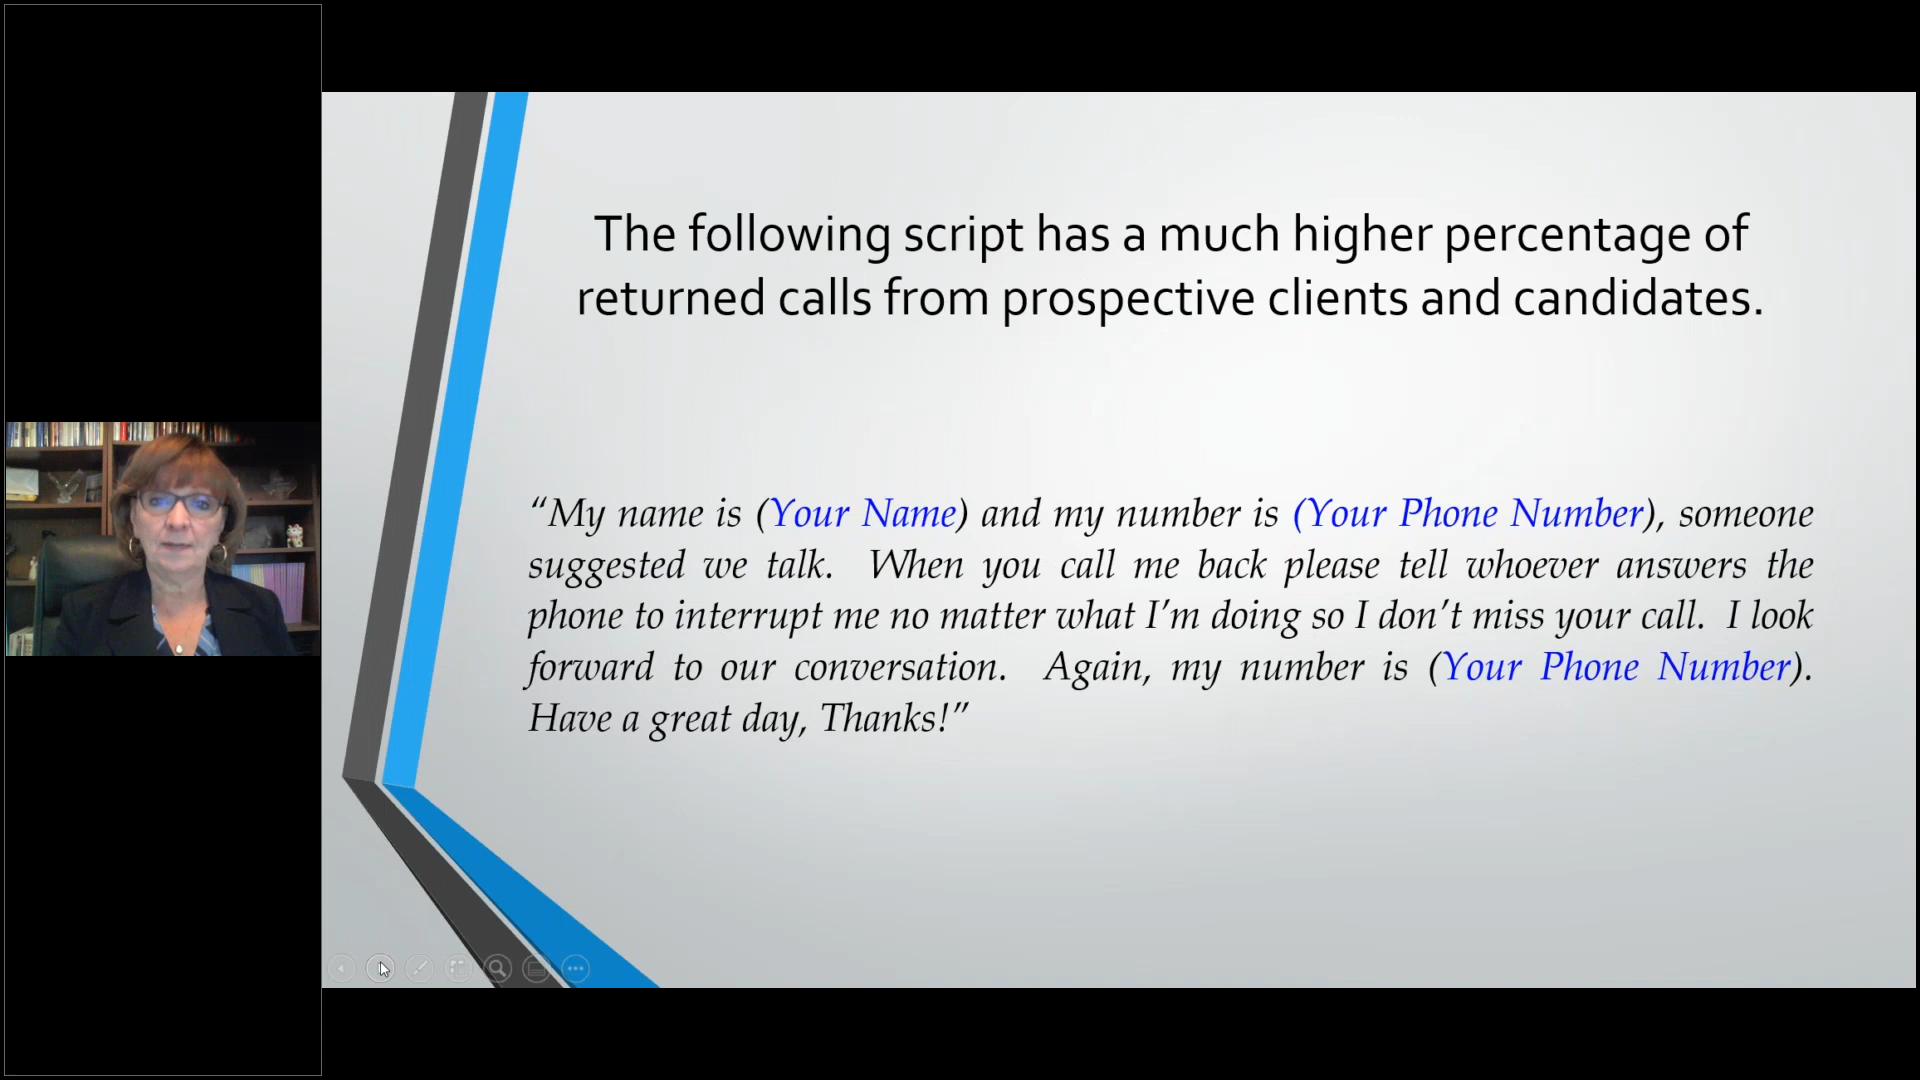 The following script has a much higher percentage of
returned calls from prospective clients and candidates.
“My name is (Your Name) and my number is (Your Phone Number), someone
suggested we talk.  When you call me back please tell whoever answers the
phone to interrupt me no matter what I’m doing so I don’t miss your call.  I look
forward to our conversation.  Again, my number is (Your Phone Number).
Have a great day, Thanks!”